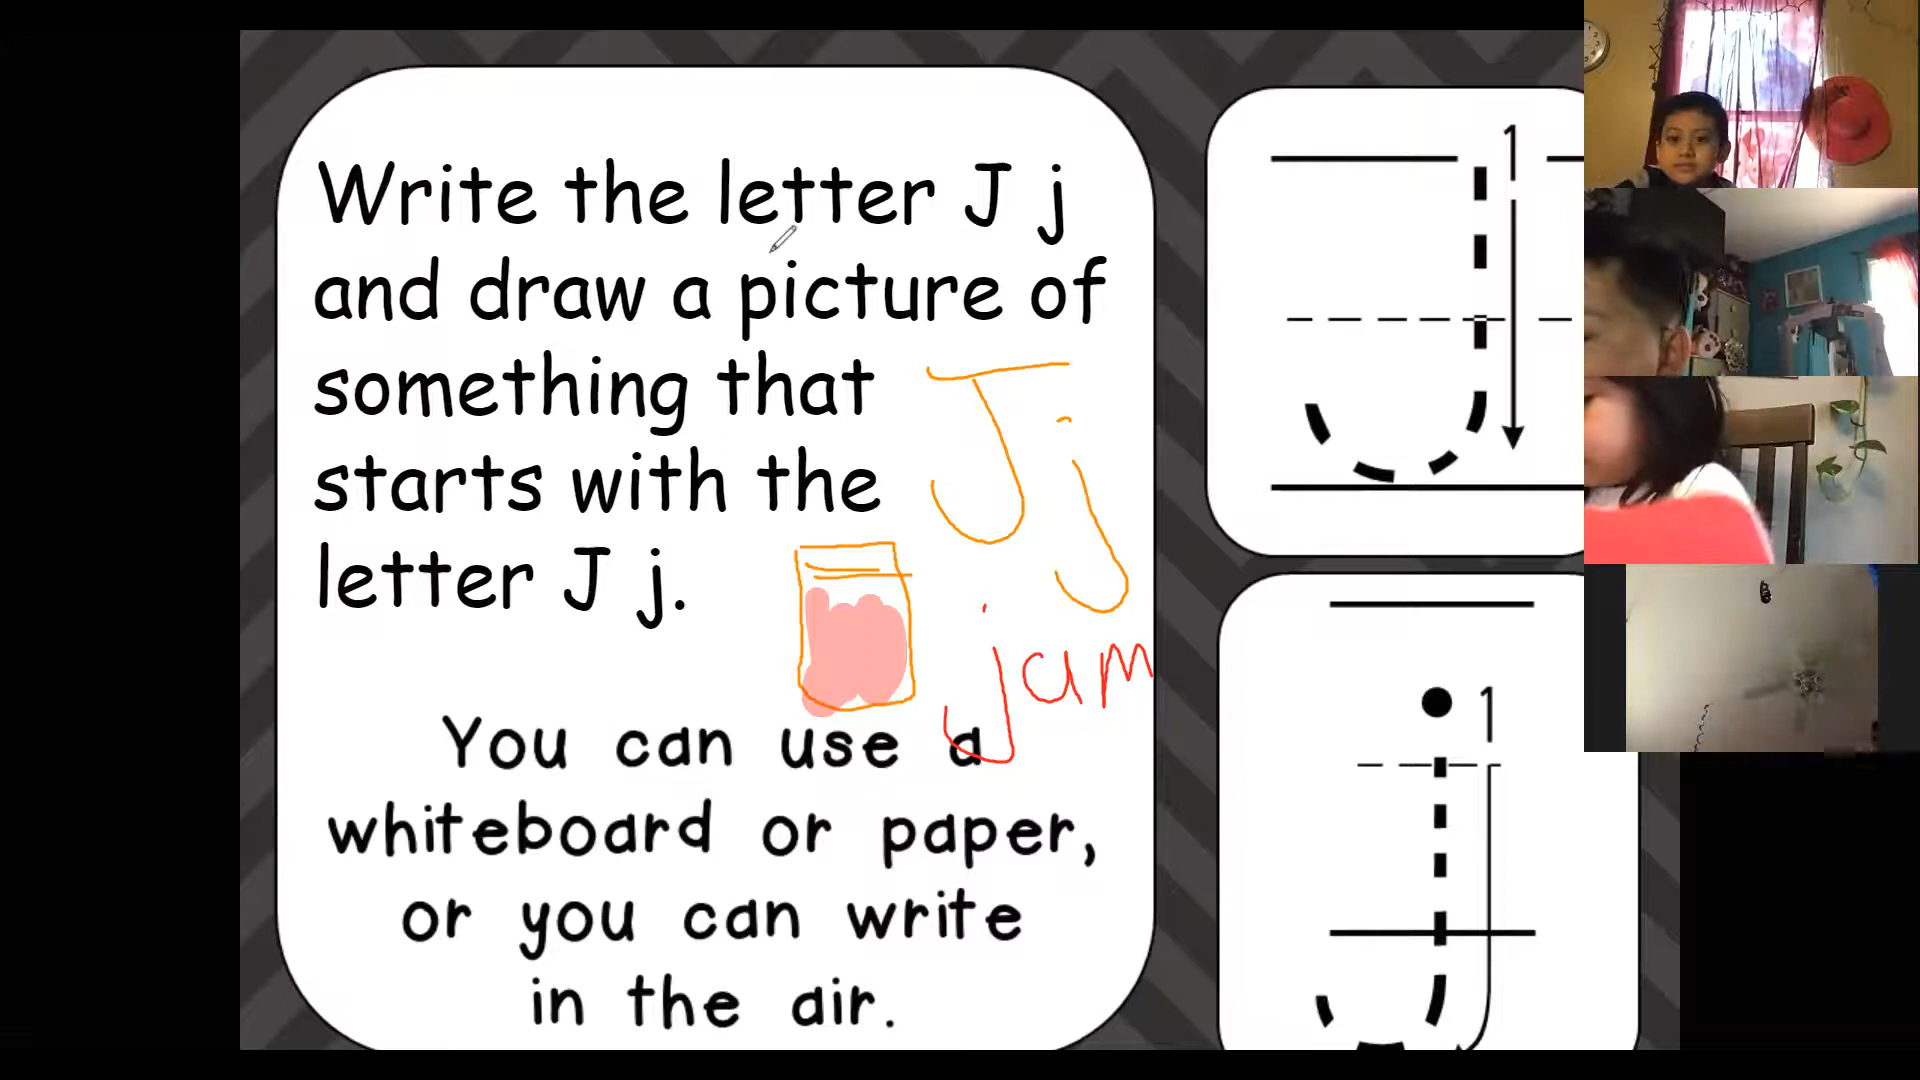 Write the letter J j
and draw a picture of
something that
starts with the
letter J j.
J j
jam
You can use a
whiteboard or paper,
or you can write
in the air.
1
1